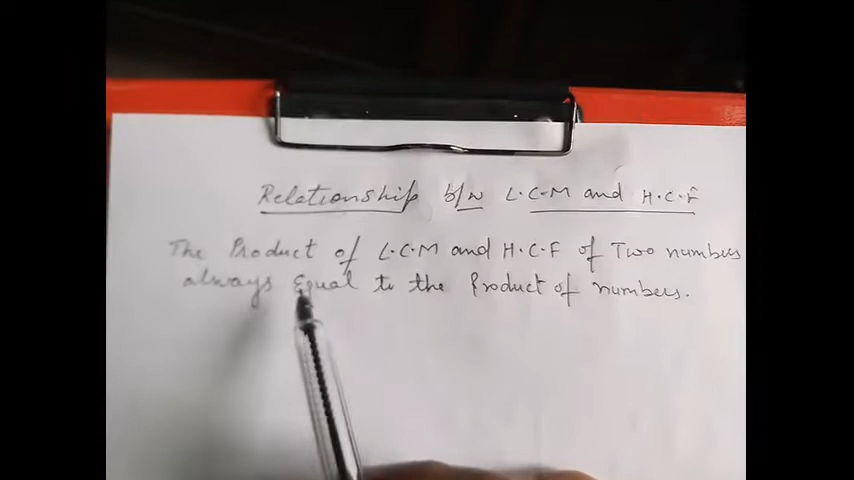 Relationship b/w L.C.M and H.C.F
The Product of L.C.M and H.C.F of Two numbers
always Equal to the Product of numbers.